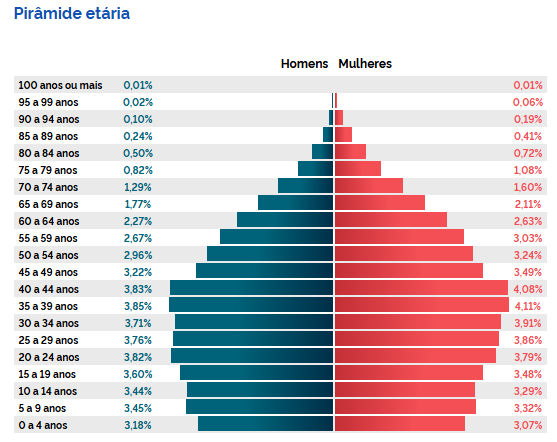 Pirâmide etária
Homens Mulheres
100 anos ou mais 0,01% 0,01%
95 a 99 anos 0,02% 0,06%
90 a 94 anos 0,10% 0,19%
85 a 89 anos 0,24% 0,41%
80 a 84 anos 0,50% 0,72%
75 a 79 anos 0,82% 1,08%
70 a 74 anos 1,29% 1,60%
65 a 69 anos 1,77% 2,11%
60 a 64 anos 2,27% 2,63%
55 a 59 anos 2,67% 3,03%
50 a 54 anos 2,96% 3,24%
45 a 49 anos 3,22% 3,49%
40 a 44 anos 3,83% 4,08%
35 a 39 anos 3,85% 4,11%
30 a 34 anos 3,71% 3,91%
25 a 29 anos 3,76% 3,86%
20 a 24 anos 3,82% 3,79%
15 a 19 anos 3,60% 3,48%
10 a 14 anos 3,44% 3,29%
5 a 9 anos 3,45% 3,32%
0 a 4 anos 3,18% 3,07%